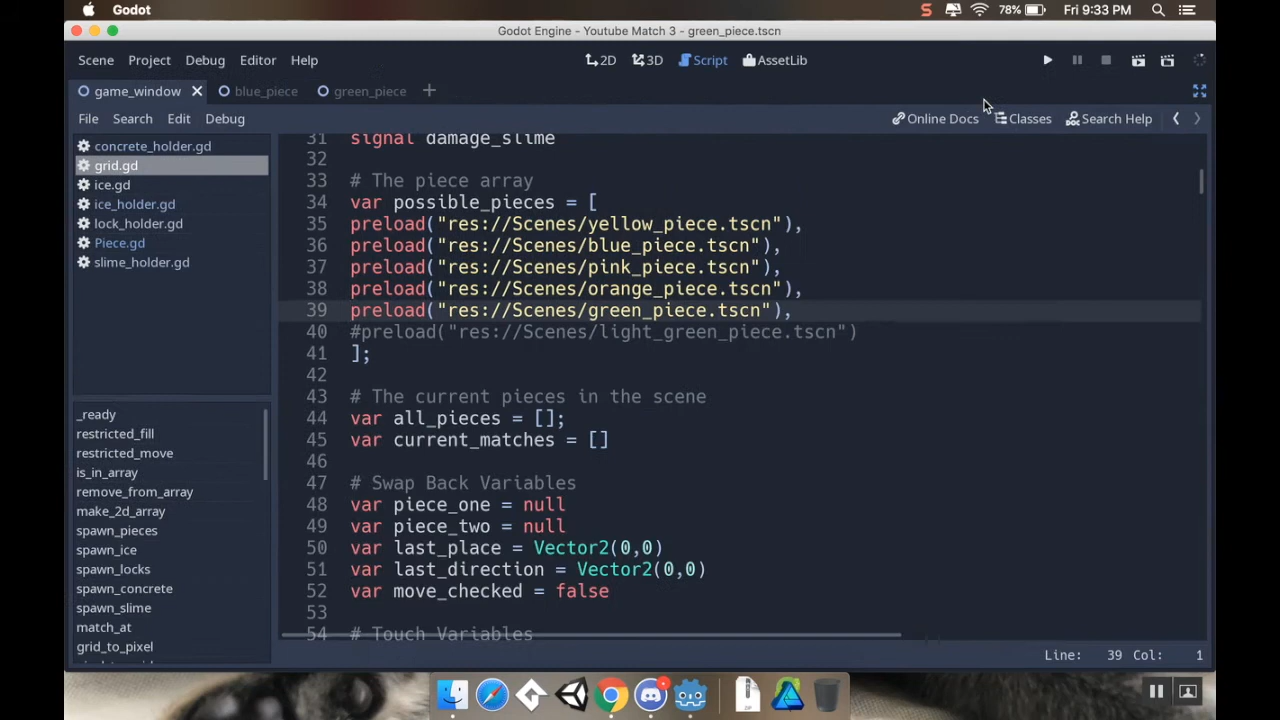 Godot
78%
Fri 9:33 PM
Godot Engine - Youtube Match 3 - green_piece.tscn
Scene Project Debug Editor Help
2D 3D Script AssetLib
game_window blue_piece green_piece
File Search Edit Debug
Online Docs Classes Search Help
concrete_holder.gd
grid.gd
ice.gd
ice_holder.gd
lock_holder.gd
Piece.gd
slime_holder.gd
_ready
restricted_fill
restricted_move
is_in_array
remove_from_array
make_2d_array
spawn_pieces
spawn_ice
spawn_locks
spawn_concrete
spawn_slime
match_at
grid_to_pixel
31 signal damage_slime
32
33 # The piece array
34 var possible_pieces = [
35 preload("res://Scenes/yellow_piece.tscn"),
36 preload("res://Scenes/blue_piece.tscn"),
37 preload("res://Scenes/pink_piece.tscn"),
38 preload("res://Scenes/orange_piece.tscn"),
39 preload("res://Scenes/green_piece.tscn"),
40 #preload("res://Scenes/light_green_piece.tscn")
41 ];
42
43 # The current pieces in the scene
44 var all_pieces = [];
45 var current_matches = []
46
47 # Swap Back Variables
48 var piece_one = null
49 var piece_two = null
50 var last_place = Vector2(0,0)
51 var last_direction = Vector2(0,0)
52 var move_checked = false
53
54 # Touch Variables
Line: 39 Col: 1